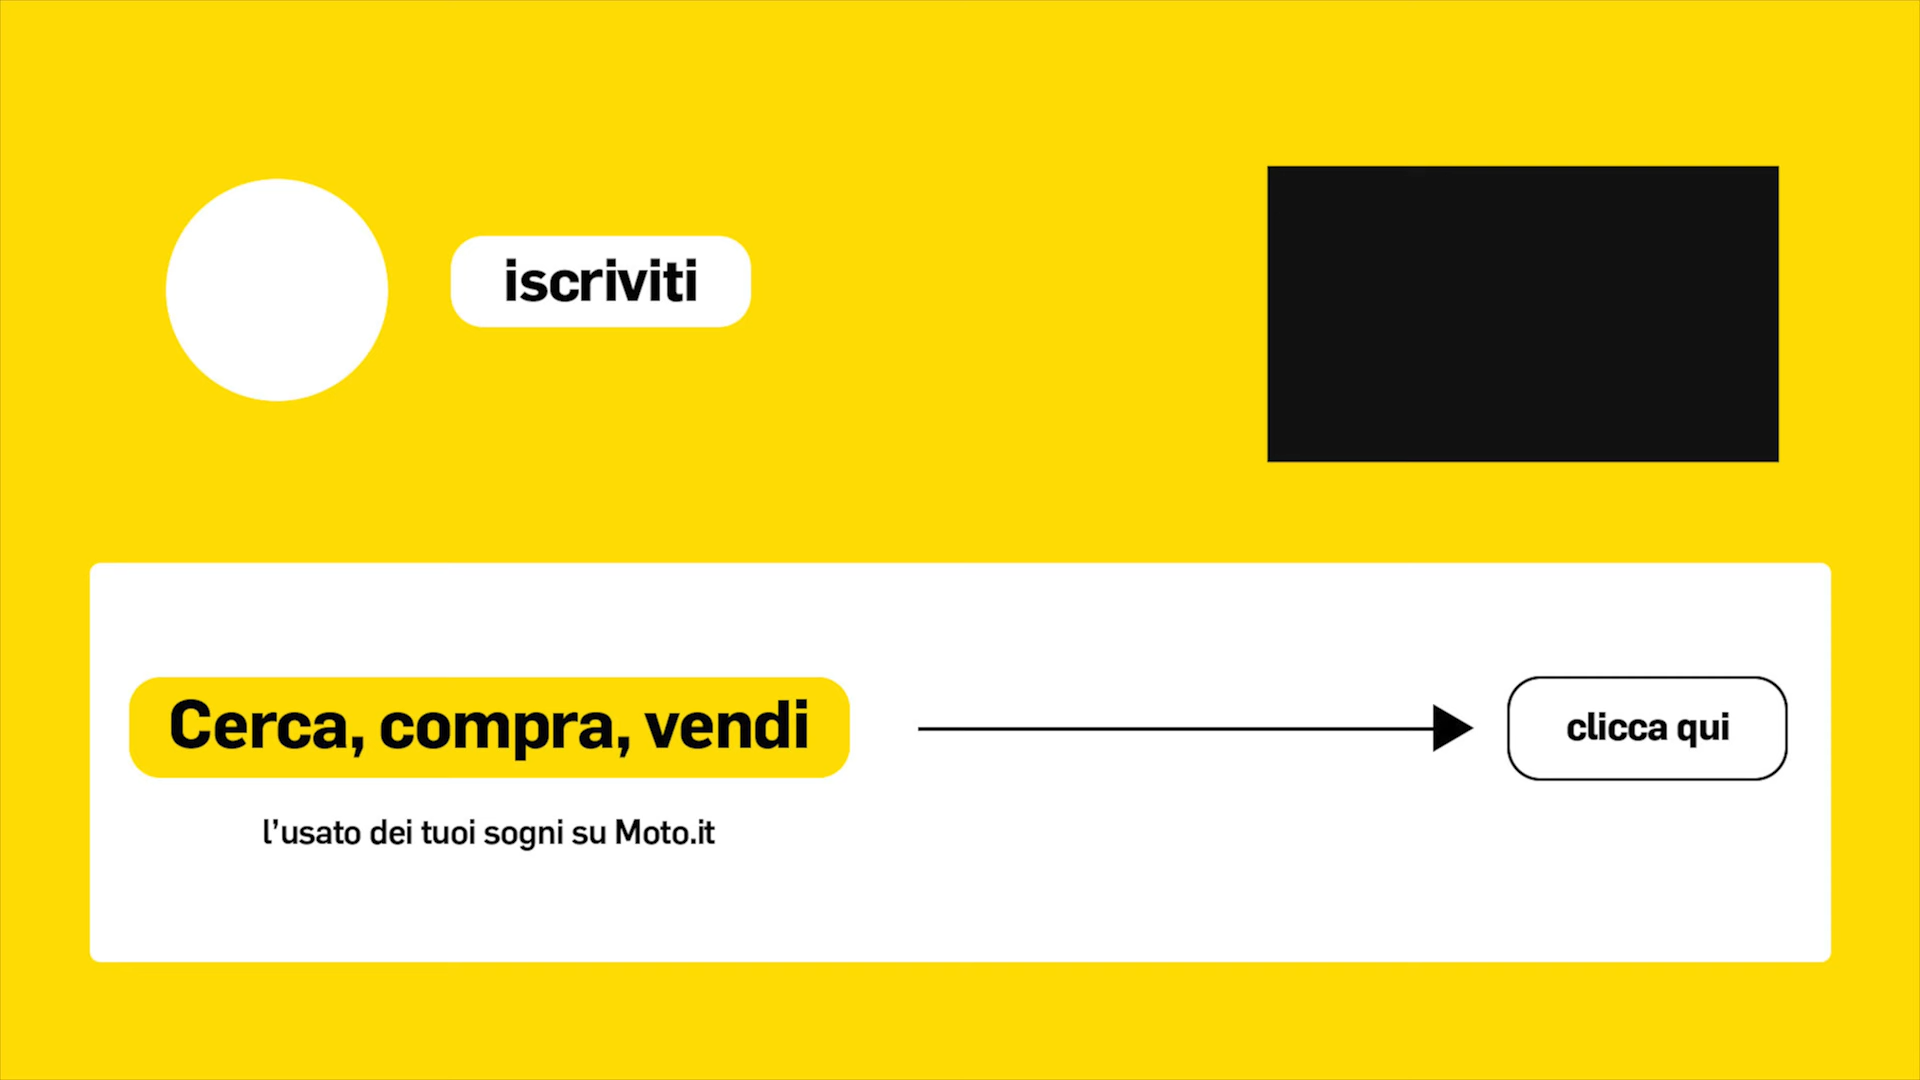 iscriviti
Cerca, compra, vendi
clicca qui
l’usato dei tuoi sogni su Moto.it